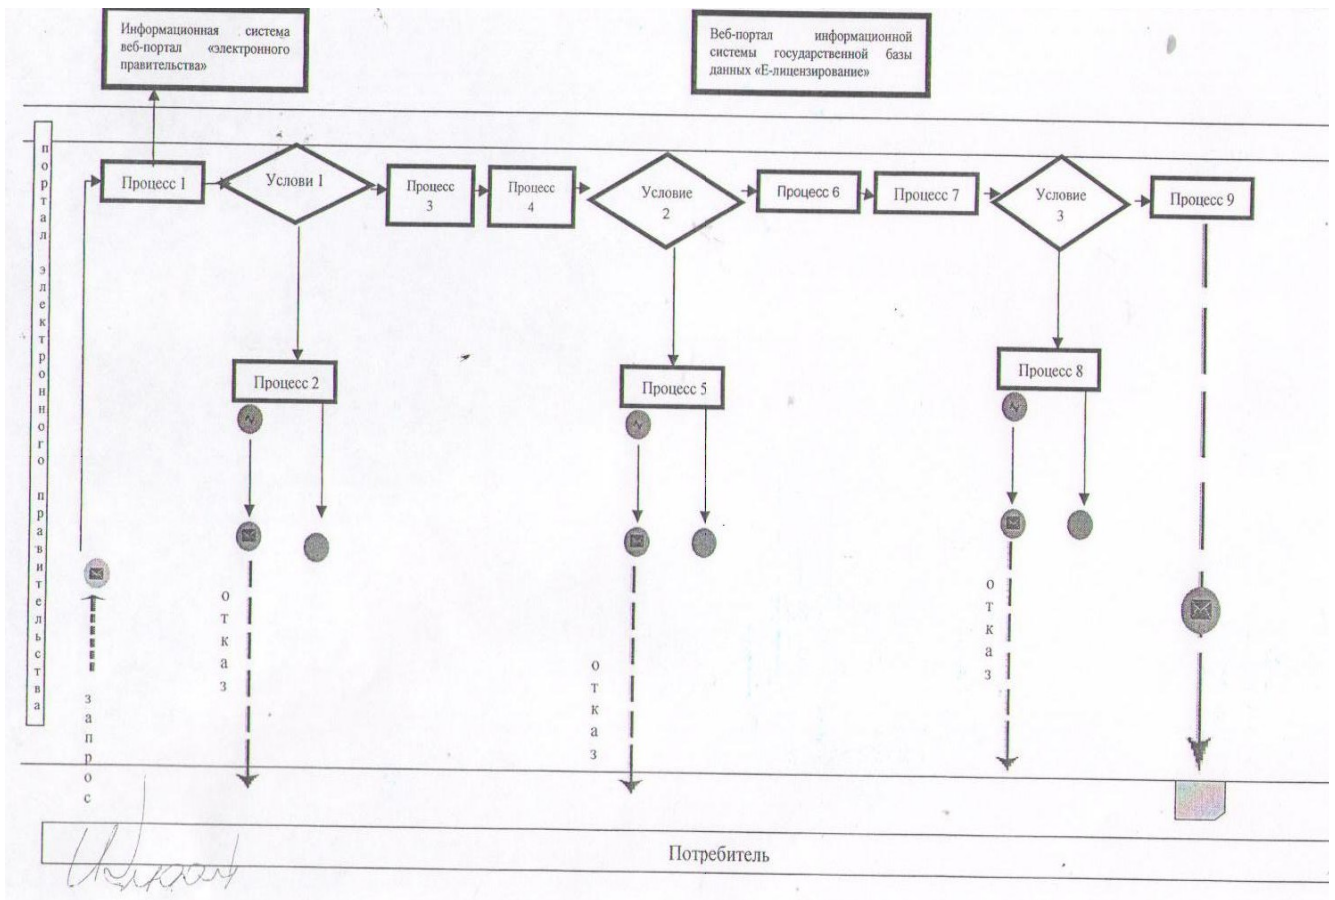 Информационная система
веб-портал «электронного
правительства»
Веб-портал информационной
системы государственной базы
данных «Е-лицензирование»
портал электронного правительства
Процесс 1
Услови 1
Процесс
3
Процесс
4
Условие
2
Процесс 6
Процесс 7
Условие
3
Процесс 9
Процесс 2
Процесс 5
Процесс 8
запрос
отказ
отказ
отказ
Потребитель